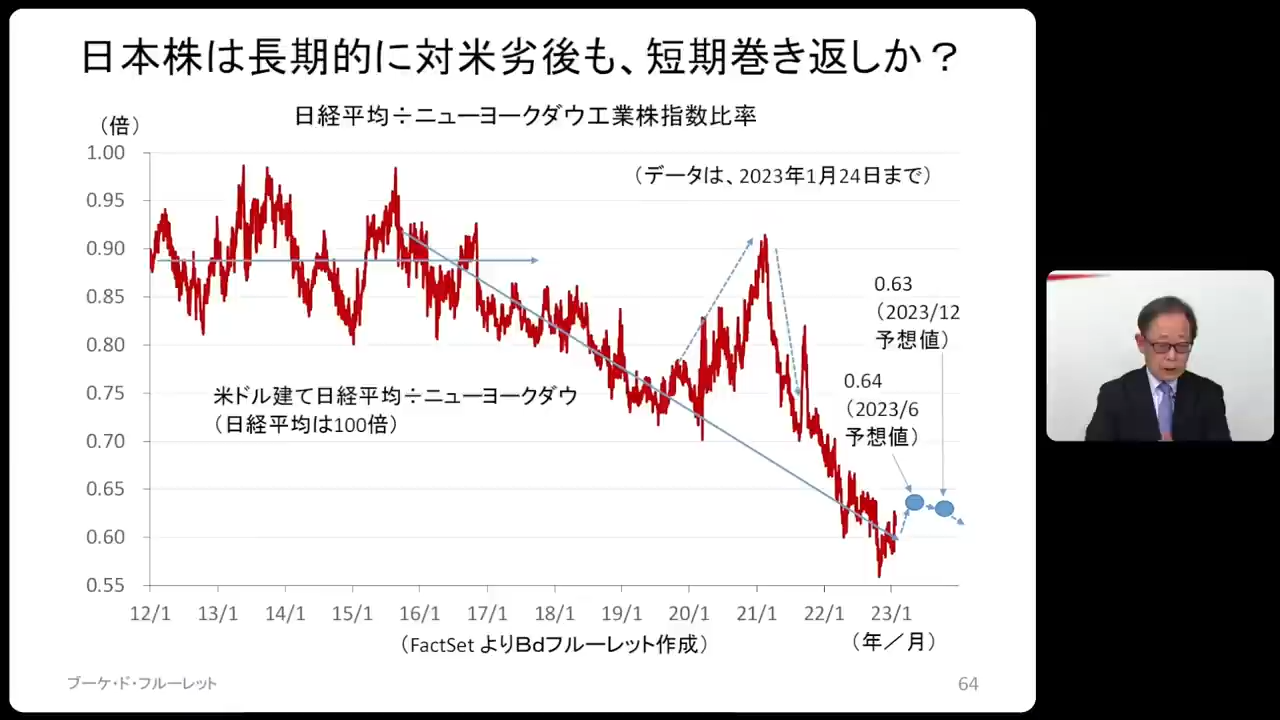 日本株は長期的に対米劣後も、短期巻き返しか？
日経平均÷ニューヨークダウ工業株指数比率
（倍）
（データは、2023年1月24日まで）
1.00
0.95
0.90
0.85
0.80
0.75
0.70
0.65
0.60
0.55
0.63
（2023/12
予想値）
0.64
（2023/6
予想値）
米ドル建て日経平均÷ニューヨークダウ
（日経平均は100倍）
12/1 13/1 14/1 15/1 16/1 17/1 18/1 19/1 20/1 21/1 22/1 23/1
（FactSet よりBdフルーレット作成）
（年／月）
ブーケ・ド・フルーレット
64